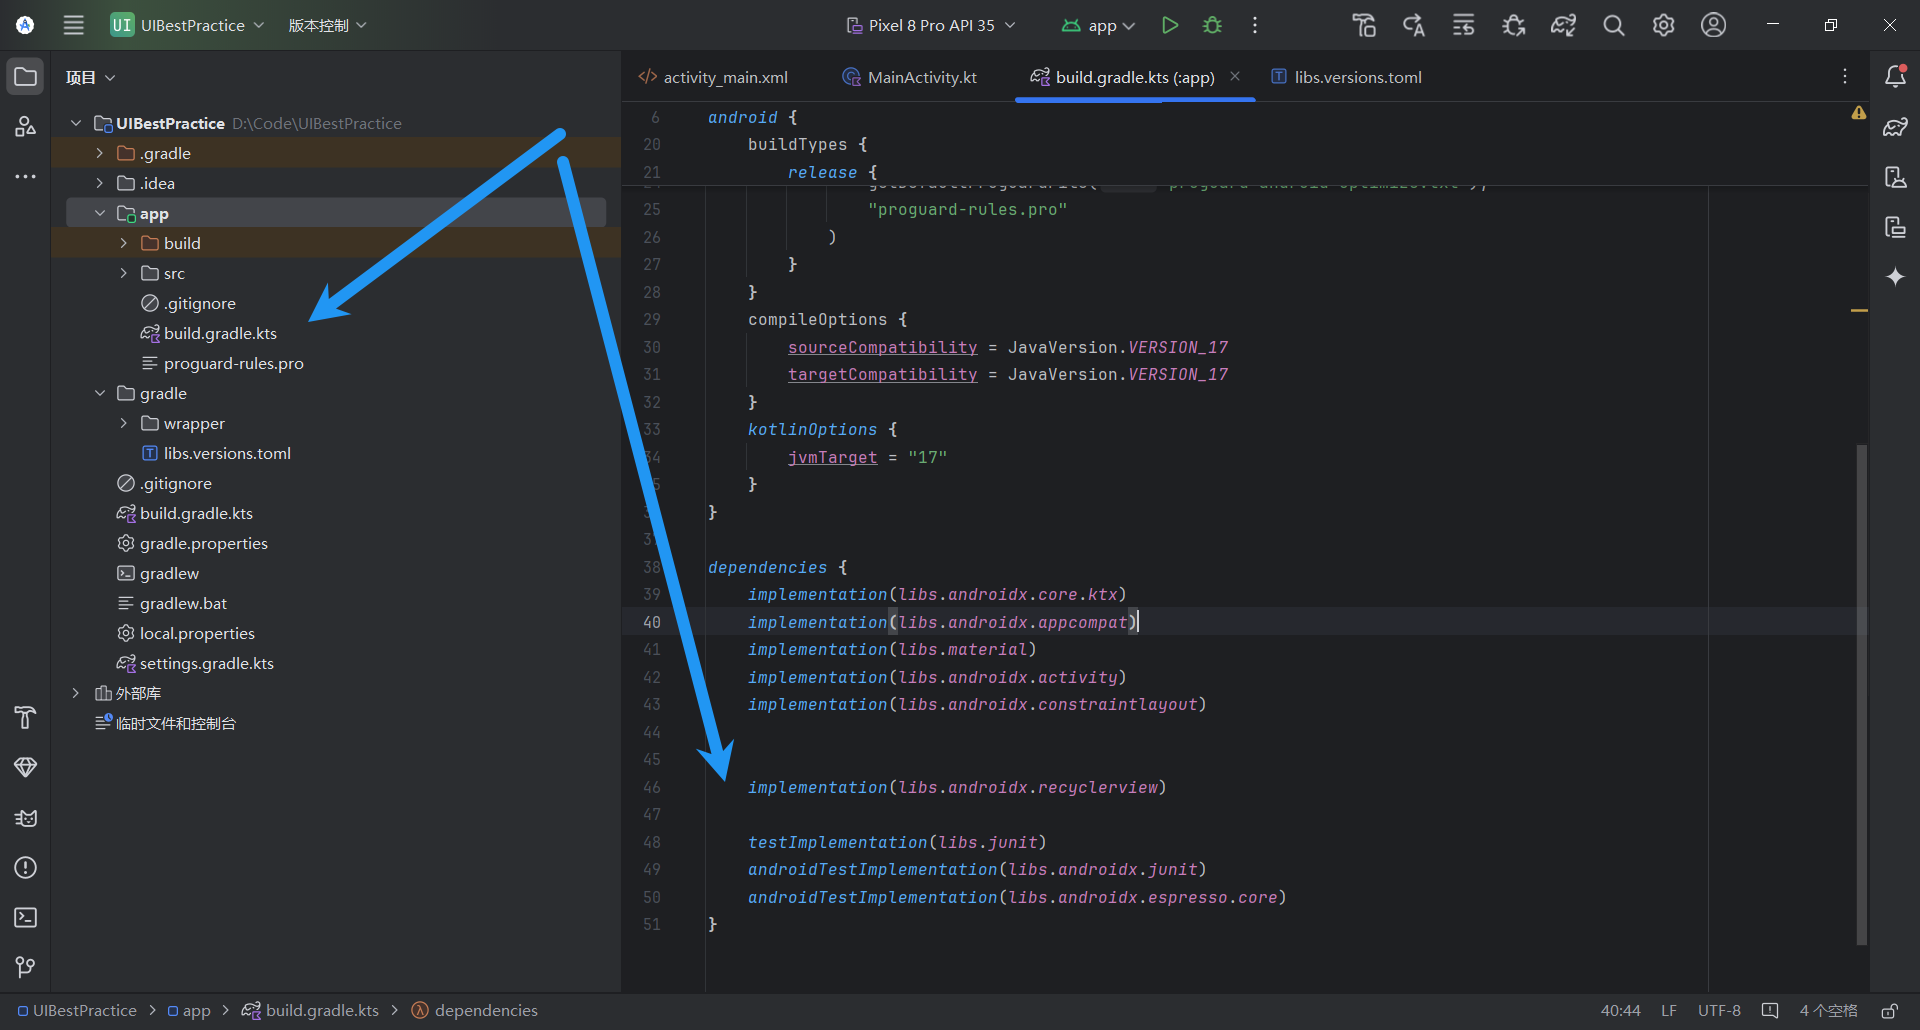 UI UIBestPractice 版本控制 Pixel 8 Pro API 35 app
项目
activity_main.xml MainActivity.kt build.gradle.kts (:app) libs.versions.toml
UIBestPractice D:\Code\UIBestPractice
.gradle
.idea
app
build
src
.gitignore
build.gradle.kts
proguard-rules.pro
gradle
wrapper
libs.versions.toml
.gitignore
build.gradle.kts
gradle.properties
gradlew
gradlew.bat
local.properties
settings.gradle.kts
外部库
临时文件和控制台
6 android {
20 buildTypes {
21 release {
25 "proguard-rules.pro"
26 )
27 }
28 }
29 compileOptions {
30 sourceCompatibility = JavaVersion.VERSION_17
31 targetCompatibility = JavaVersion.VERSION_17
32 }
33 kotlinOptions {
34 jvmTarget = "17"
}
}
38 dependencies {
39 implementation(libs.androidx.core.ktx)
40 implementation(libs.androidx.appcompat)
41 implementation(libs.material)
42 implementation(libs.androidx.activity)
43 implementation(libs.androidx.constraintlayout)
44
45
46 implementation(libs.androidx.recyclerview)
47
48 testImplementation(libs.junit)
49 androidTestImplementation(libs.androidx.junit)
50 androidTestImplementation(libs.androidx.espresso.core)
51 }
UIBestPractice app build.gradle.kts dependencies 40:44 LF UTF-8 4 个空格